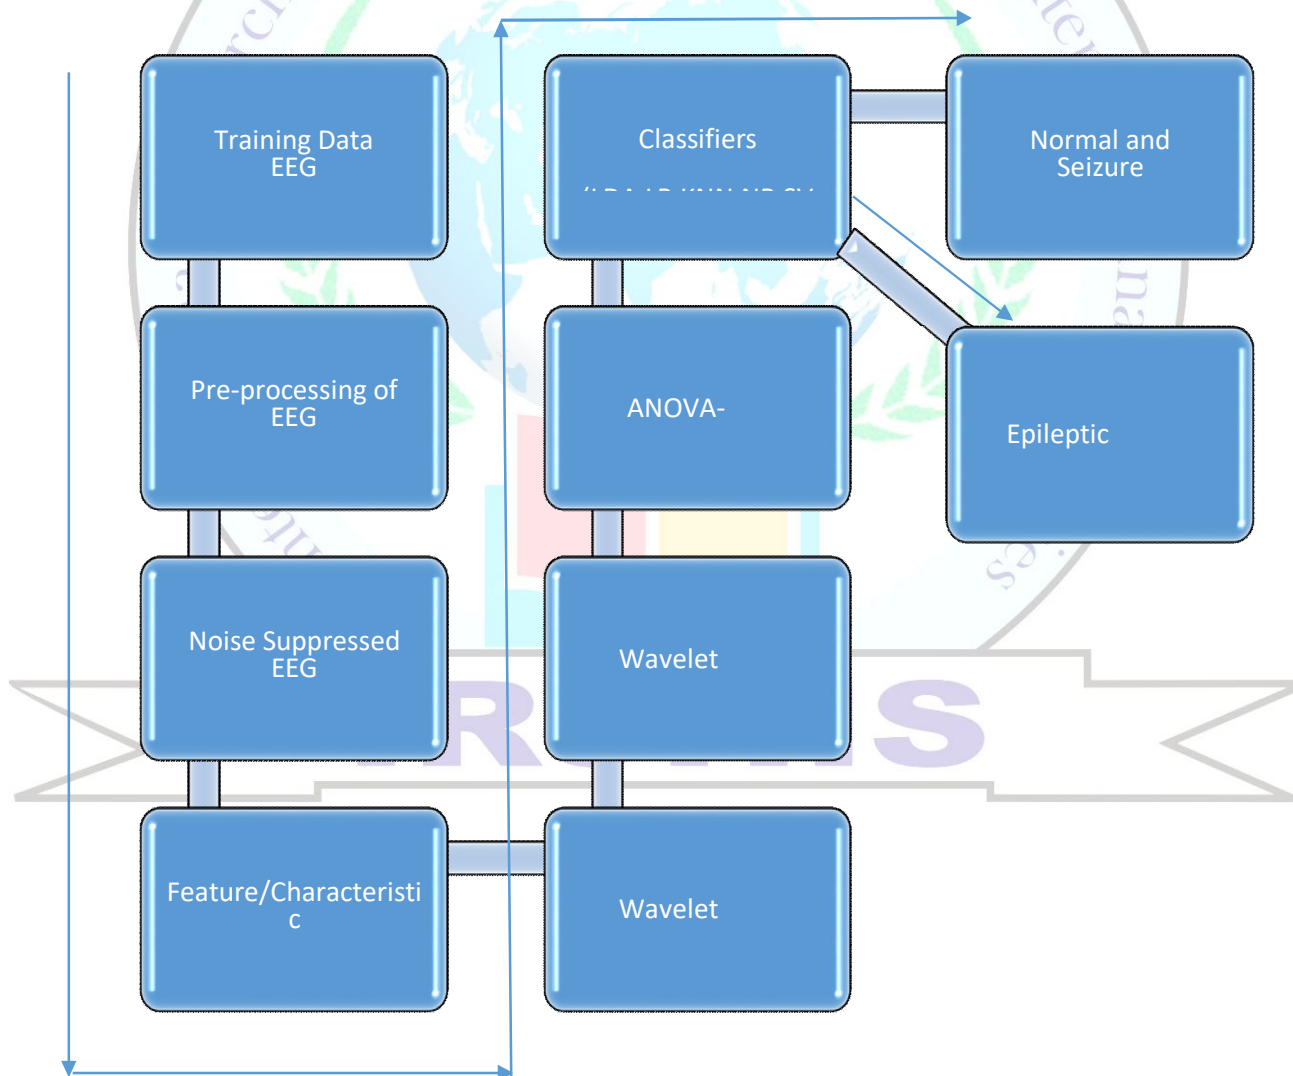 Training Data
EEG
Pre-processing of
EEG
Noise Suppressed
EEG
Feature/Characteristi
c
Wavelet
Wavelet
ANOVA-
Classifiers
Normal and
Seizure
Epileptic